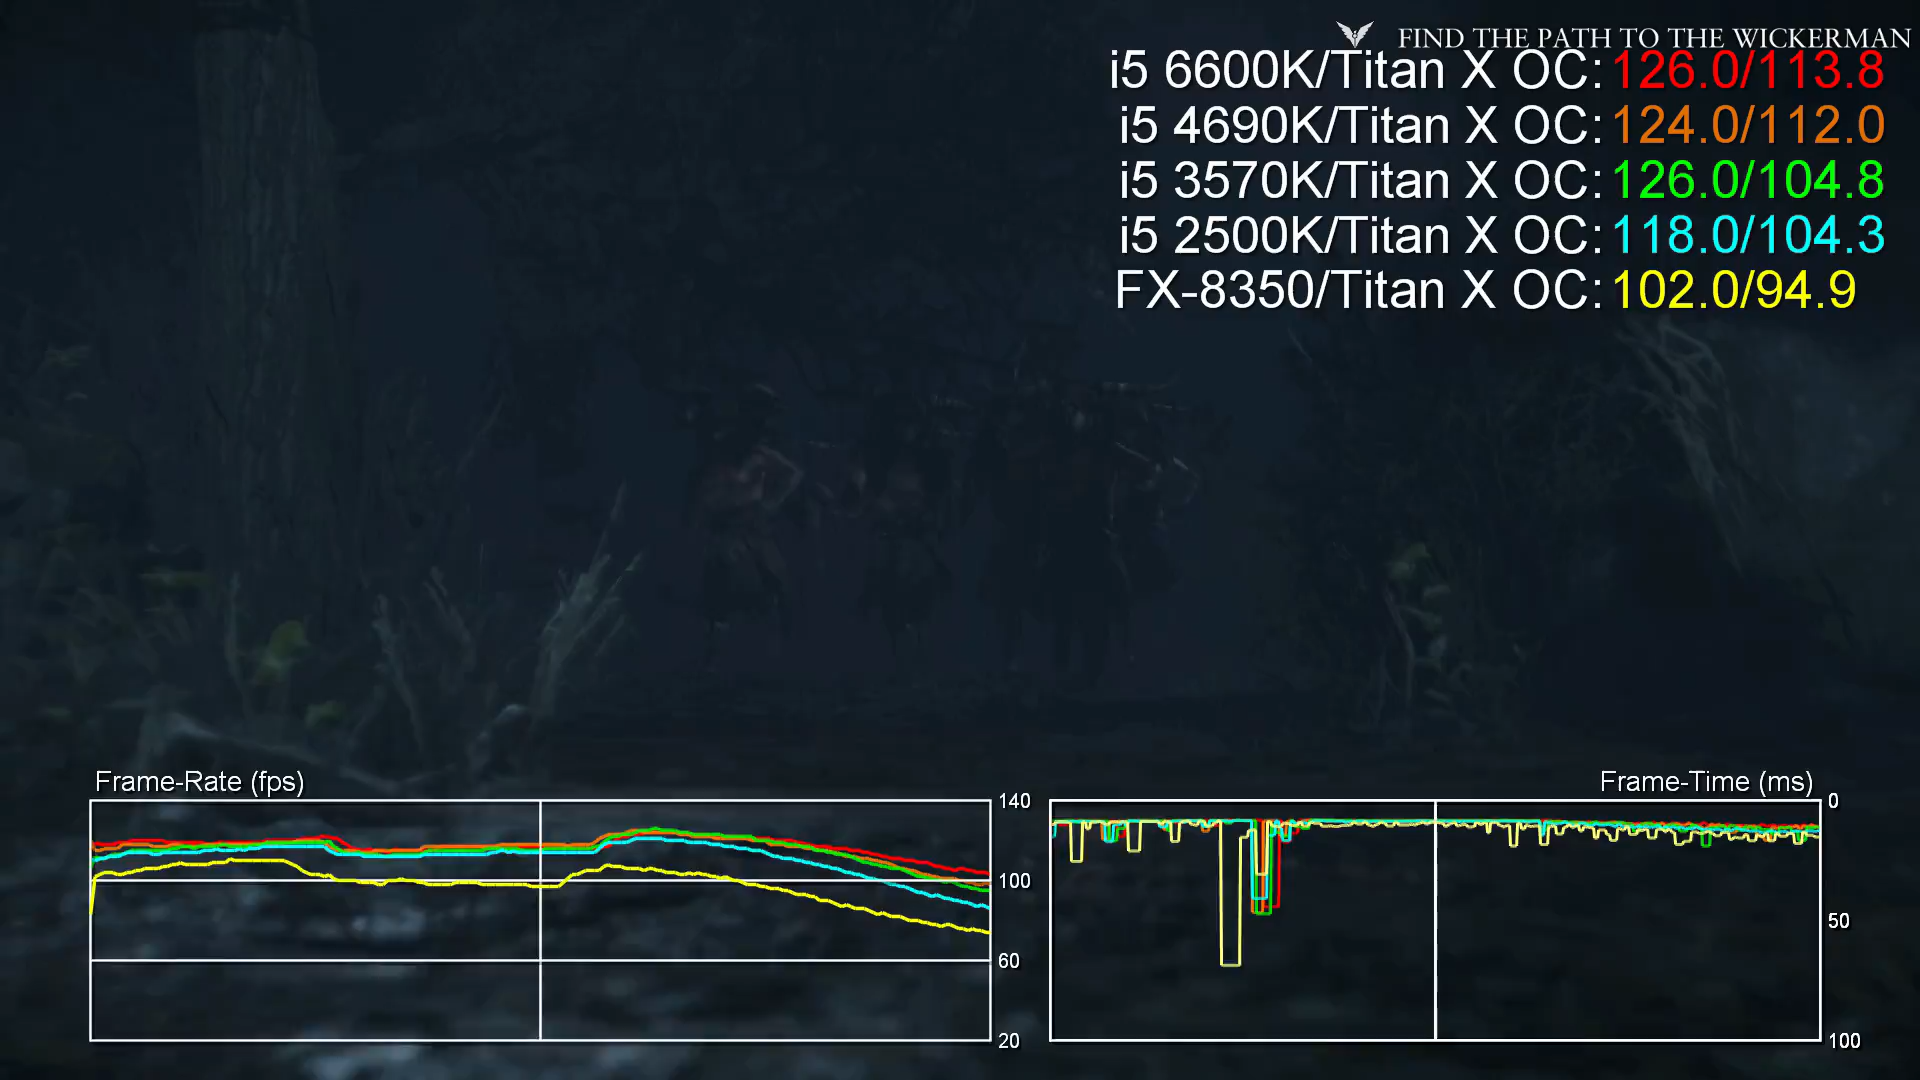 FIND THE PATH TO THE WICKERMAN
i5 6600K/Titan X OC: 126.0/113.8
i5 4690K/Titan X OC: 124.0/112.0
i5 3570K/Titan X OC: 126.0/104.8
i5 2500K/Titan X OC: 118.0/104.3
FX-8350/Titan X OC: 102.0/94.9
Frame-Rate (fps)
140
100
60
20
Frame-Time (ms)
0
50
100